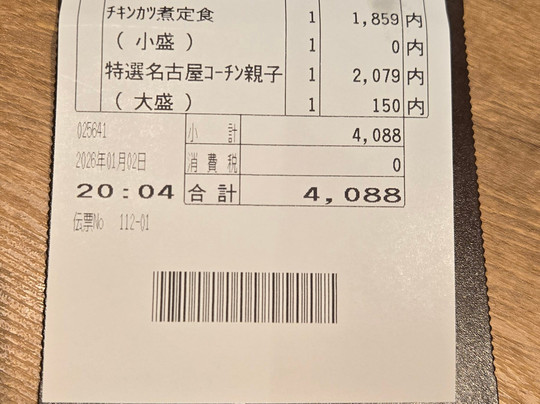 チキンカツ煮定食 1 1,859 内
( 小盛 ) 1 0 内
特選名古屋コーチン親子 1 2,079 内
( 大盛 ) 1 150 内
025641 小計 4,088
2026年01月02日 消費税 0
20:04 合計 4,088
伝票No 112-01